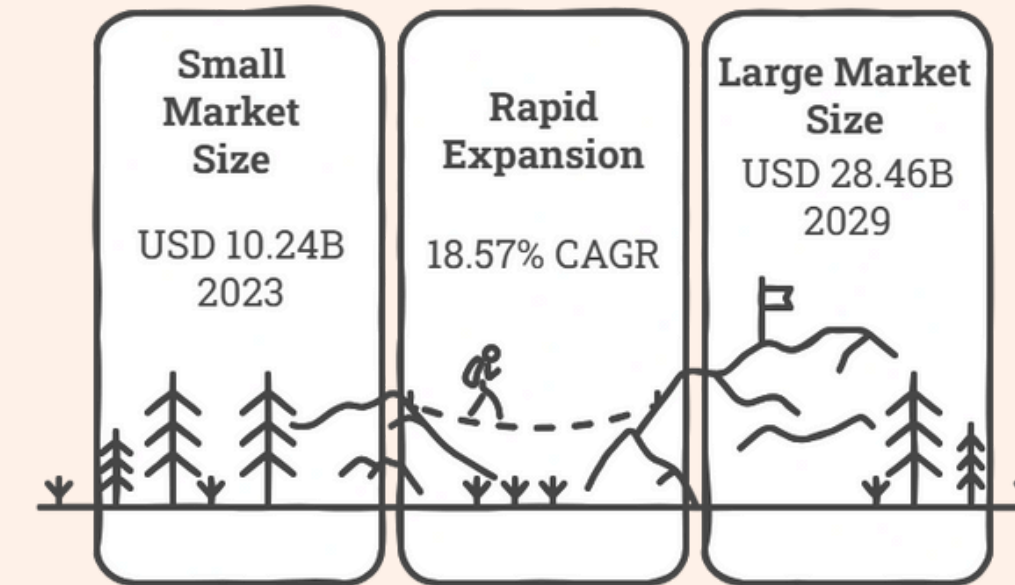 Small
Market
Size
USD 10.24B
2023
Rapid
Expansion
18.57% CAGR
Large Market
Size
USD 28.46B
2029